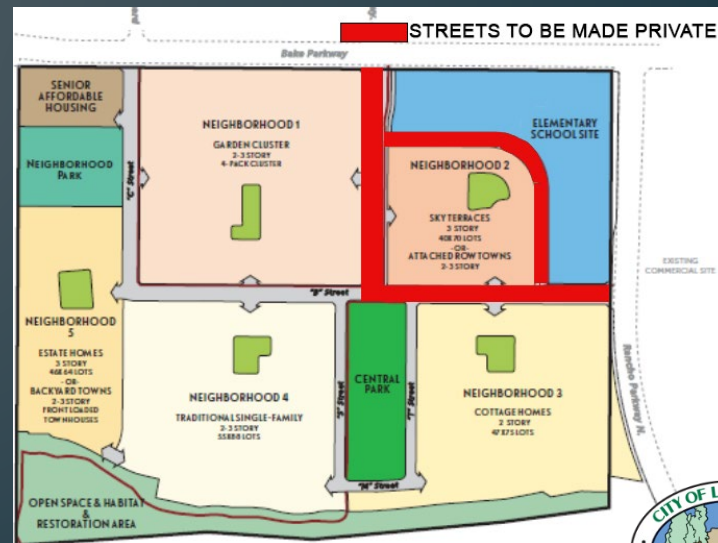 STREETS TO BE MADE PRIVATE
Bake Parkway
SENIOR
AFFORDABLE
HOUSING
NEIGHBORHOOD
PARK
"C" Street
NEIGHBORHOOD 1
GARDEN CLUSTER
2-3 STORY
4-PACK CLUSTER
NEIGHBORHOOD 2
SKY TERRACES
3 STORY
40X70 LOTS
-OR-
ATTACHED ROW TOWNS
2-3 STORY
ELEMENTARY
SCHOOL SITE
EXISTING
COMMERCIAL SITE
"B" Street
NEIGHBORHOOD
5
ESTATE HOMES
3 STORY
46X64 LOTS
-OR-
BACKYARD TOWNS
2-3 STORY
FRONT LOADED
TOWNHOUSES
NEIGHBORHOOD 4
TRADITIONAL SINGLE-FAMILY
2-3 STORY
55X88 LOTS
CENTRAL
PARK
NEIGHBORHOOD 3
COTTAGE HOMES
2 STORY
47X75 LOTS
Rancho Parkway N.
"M" Street
OPEN SPACE & HABITAT
&
RESTORATION AREA
CITY OF L